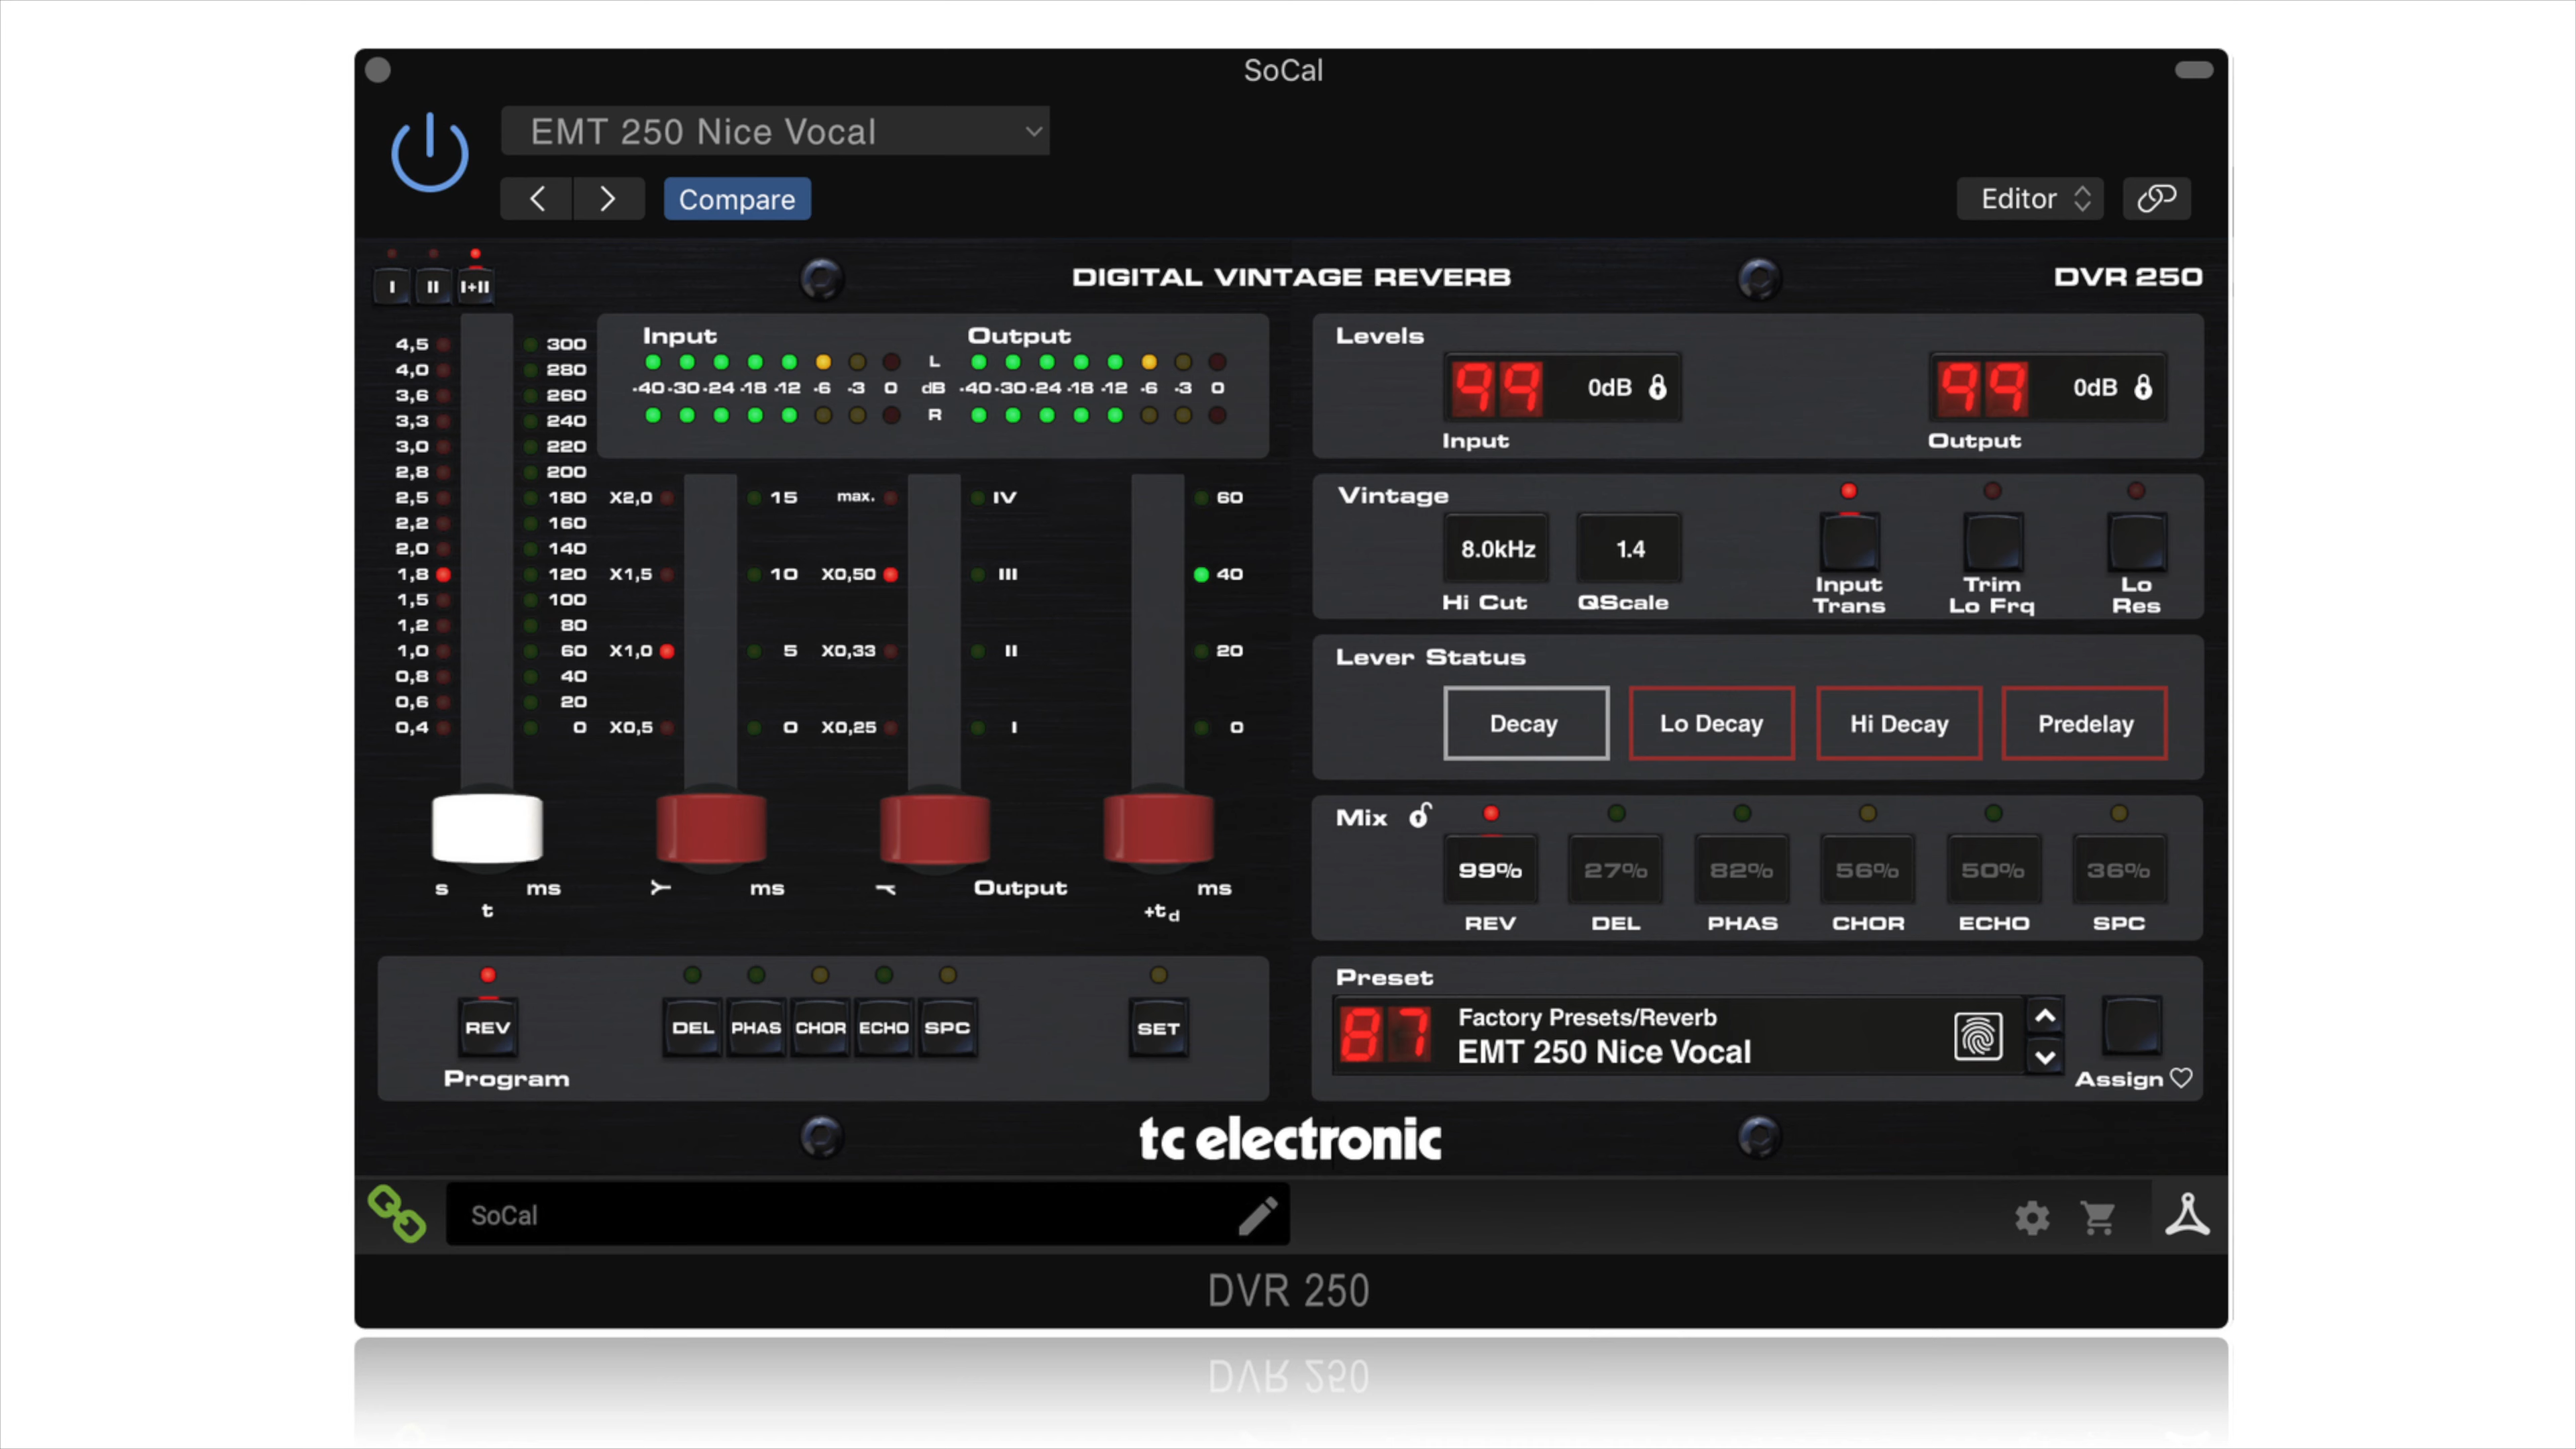 SoCal
EMT 250 Nice Vocal
Compare
Editor
I II I+II
DIGITAL VINTAGE REVERB
DVR 250
4,5 300
4,0 280
3,6 260
3,3 240
3,0 220
2,8 200
2,5 180
2,2 160
2,0 140
1,8 120
1,5 100
1,2 80
1,0 60
0,8 40
0,6 20
0,4 0
s ms
t
Input Output
L
-40 -30 -24 -18 -12 -6 -3 0 dB -40 -30 -24 -18 -12 -6 -3 0
R
X2,0 15 max. IV 60
X1,5 10 X0,50 III 40
X1,0 5 X0,33 II 20
X0,5 0 X0,25 I 0
ms Output ms
+td
REV DEL PHAS CHOR ECHO SPC SET
Program
Levels
99 0dB 99 0dB
Input Output
Vintage
8.0kHz 1.4
Hi Cut QScale
Input Trim Lo
Trans Lo Frq Res
Lever Status
Decay Lo Decay Hi Decay Predelay
Mix
99% 27% 82% 56% 50% 36%
REV DEL PHAS CHOR ECHO SPC
Preset
87 Factory Presets/Reverb
EMT 250 Nice Vocal
Assign
tc electronic
SoCal
DVR 250